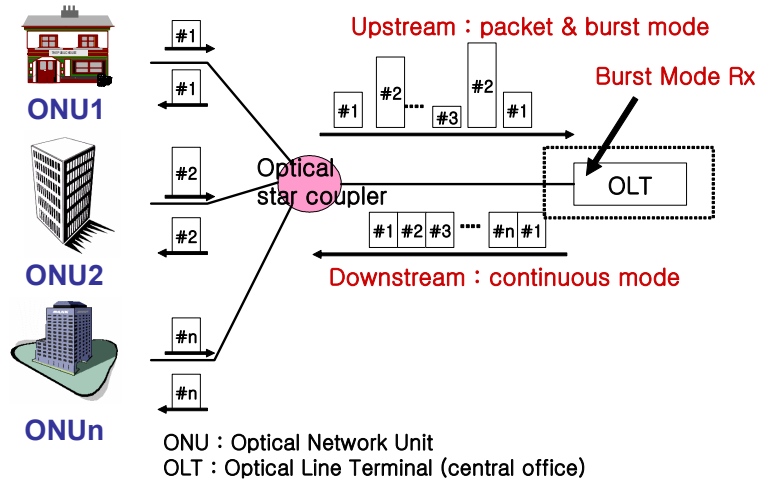 Upstream : packet & burst mode
#1
#1
ONU1
#1
#2
....
#3
#2
#1
Burst Mode Rx
#2
#2
ONU2
Optical
star coupler
OLT
#1 #2 #3 .... #n #1
Downstream : continuous mode
#n
#n
ONUn
ONU : Optical Network Unit
OLT : Optical Line Terminal (central office)